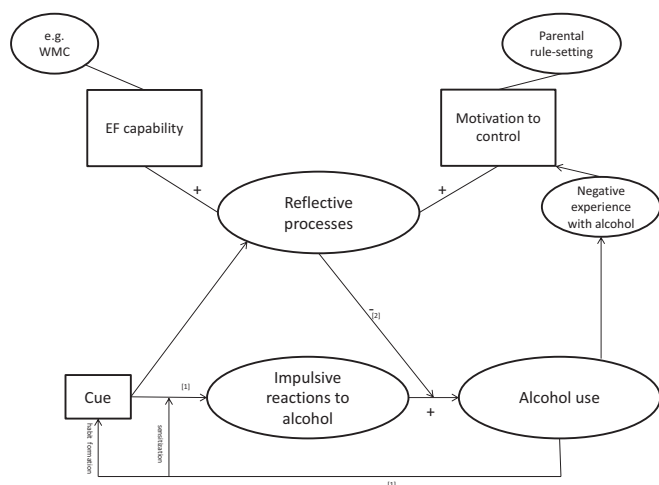 e.g.
WMC
Parental
rule-setting
EF capability
Motivation to
control
+
+
Reflective
processes
Negative
experience
with alcohol
-
[2]
Cue
[1]
Impulsive
reactions to
alcohol
+
Alcohol use
habit formation
sensitization
[1]